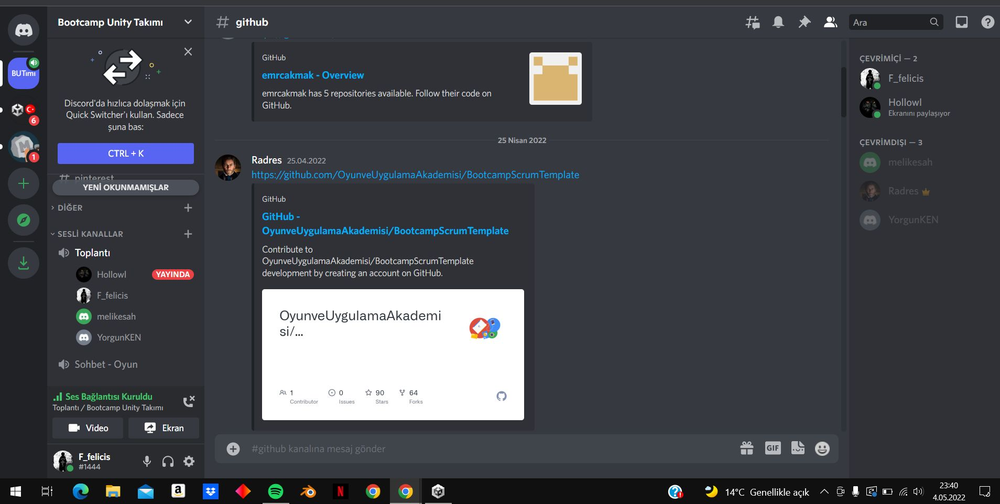 Bootcamp Unity Takımı
github
Ara
BUTımı
6
1
Discord'da hızlıca dolaşmak için
Quick Switcher'ı kullan. Sadece
şuna bas:
CTRL + K
pinterest
YENİ OKUNMAMIŞLAR
DİĞER
SESLİ KANALLAR
Toplantı
Hollowl
YAYINDA
F_felicis
melikesah
YorgunKEN
Sohbet - Oyun
Ses Bağlantısı Kuruldu
Toplantı / Bootcamp Unity Takımı
Video
Ekran
F_felicis
#1444
GitHub
emrcakmak - Overview
emrcakmak has 5 repositories available. Follow their code on
GitHub.
25 Nisan 2022
Radres 25.04.2022
https://github.com/OyunveUygulamaAkademisi/BootcampScrumTemplate
GitHub
GitHub -
OyunveUygulamaAkademisi/BootcampScrumTemplate
Contribute to
OyunveUygulamaAkademisi/BootcampScrumTemplate
development by creating an account on GitHub.
OyunveUygulamaAkademi
si/...
1 0 90 64
Contributor Issues Stars Forks
#github kanalına mesaj gönder
GIF
ÇEVRİMİÇİ — 2
F_felicis
Hollowl
Ekranını paylaşıyor
ÇEVRİMDIŞI — 3
melikesah
Radres
YorgunKEN
14°C Genellikle açık
23:40
4.05.2022